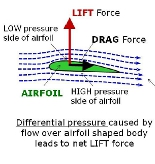 LIFT Force
LOW pressure
side of airfoil
DRAG Force
AIRFOIL
HIGH pressure
side of airfoil
Differential pressure caused by
flow over airfoil shaped body
leads to net LIFT force